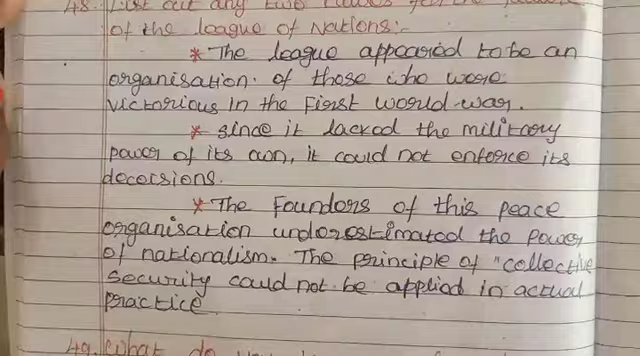 48. List out any two causes for the failure
of the league of Nations:-
* The league appeared to be an
organisation. of those who were
victorious in the First world-war.
* since it lacked the military
power of its own, it could not enforce its
decersions.
* The Founders of this peace
organisation underestimated the power
of nationalism. The principle of "collective
security could not be applied in actual
practice.
49. What do